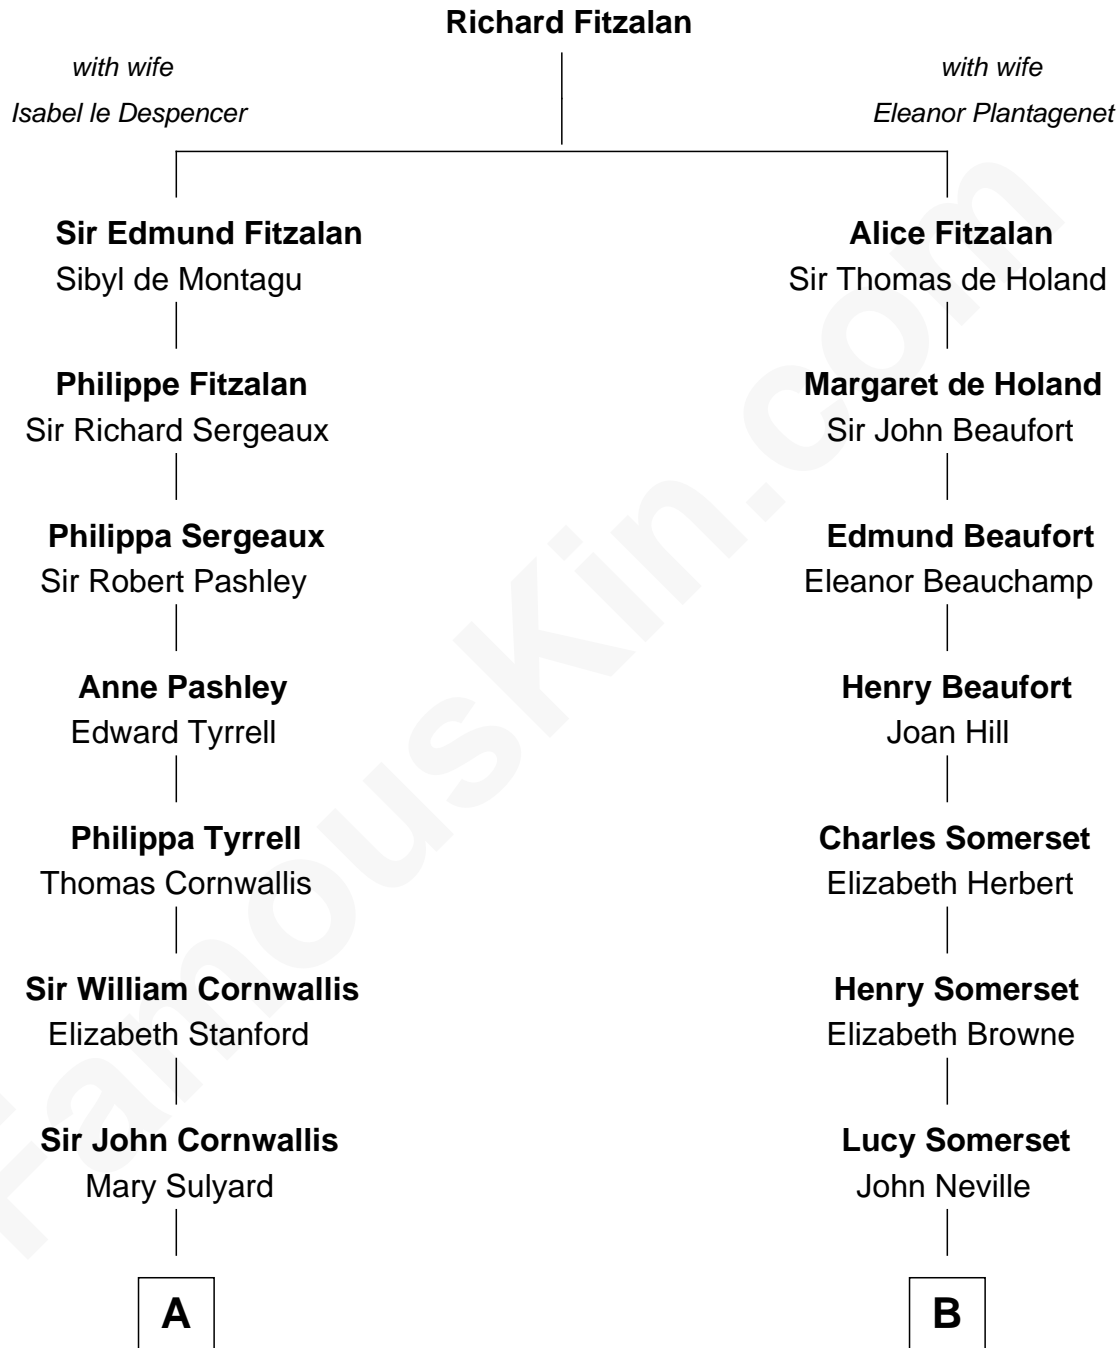 Richard Fitzalan
with wife
Isabel le Despencer
with wife
Eleanor Plantagenet
Sir Edmund Fitzalan
Sibyl de Montagu
Alice Fitzalan
Sir Thomas de Holand
Philippe Fitzalan
Sir Richard Sergeaux
Margaret de Holand
Sir John Beaufort
Philippa Sergeaux
Sir Robert Pashley
Edmund Beaufort
Eleanor Beauchamp
Anne Pashley
Edward Tyrrell
Henry Beaufort
Joan Hill
Philippa Tyrrell
Thomas Cornwallis
Charles Somerset
Elizabeth Herbert
Sir William Cornwallis
Elizabeth Stanford
Henry Somerset
Elizabeth Browne
Sir John Cornwallis
Mary Sulyard
Lucy Somerset
John Neville
A
B
FamousKin.com